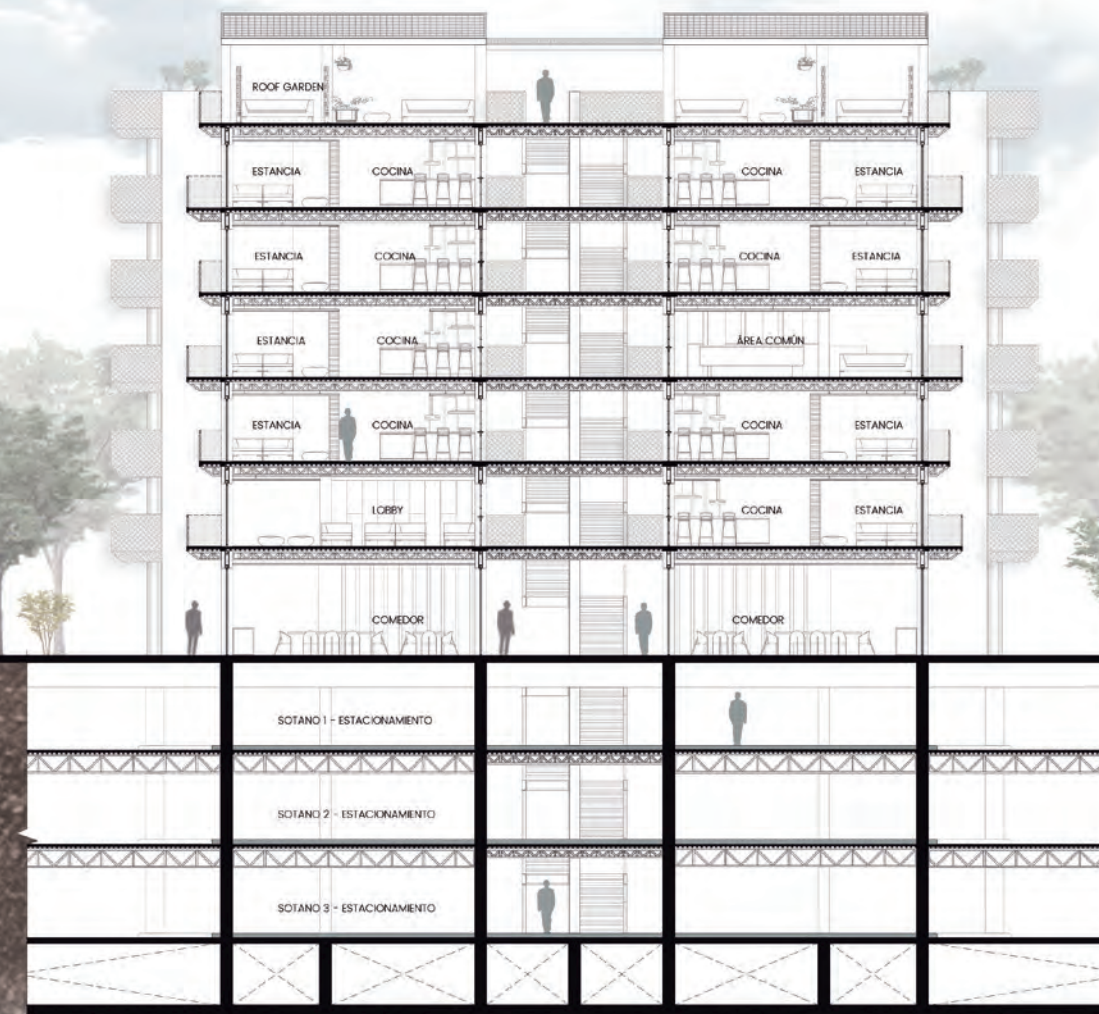 ROOF GARDEN
ESTANCIA COCINA COCINA ESTANCIA
ESTANCIA COCINA COCINA ESTANCIA
ESTANCIA COCINA ÁREA COMÚN
ESTANCIA COCINA COCINA ESTANCIA
LOBBY COCINA ESTANCIA
COMEDOR COMEDOR
SOTANO 1 - ESTACIONAMIENTO
SOTANO 2 - ESTACIONAMIENTO
SOTANO 3 - ESTACIONAMIENTO